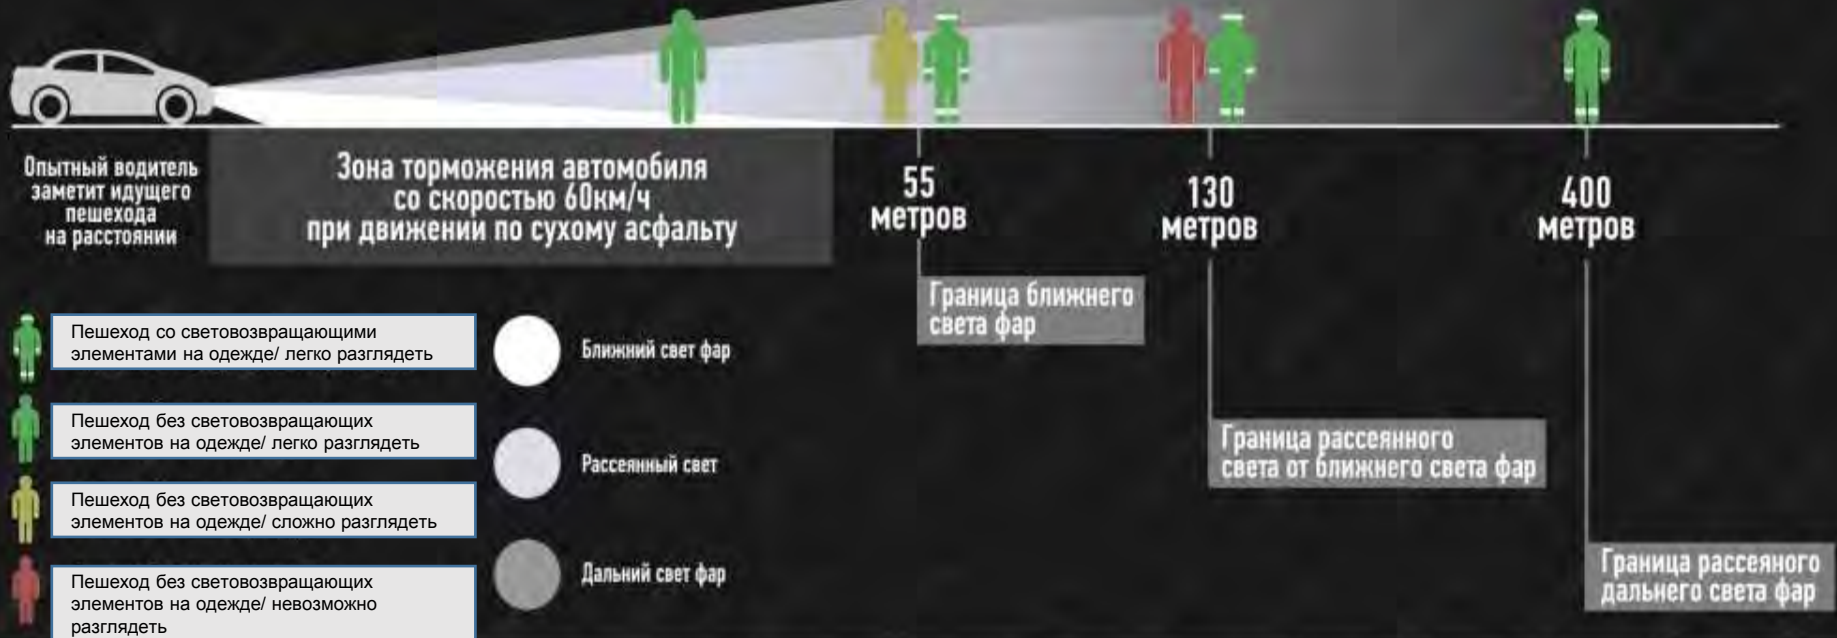 Опытный водитель
заметит идущего
пешехода
на расстоянии
Зона торможения автомобиля
со скоростью 60км/ч
при движении по сухому асфальту
55
метров
130
метров
400
метров
Граница ближнего
света фар
Граница рассеянного
света от ближнего света фар
Граница рассеяного
дальнего света фар
Пешеход со световозвращающими
элементами на одежде/ легко разглядеть
Пешеход без световозвращающих
элементов на одежде/ легко разглядеть
Пешеход без световозвращающих
элементов на одежде/ сложно разглядеть
Пешеход без световозвращающих
элементов на одежде/ невозможно
разглядеть
Ближний свет фар
Рассеянный свет
Дальний свет фар